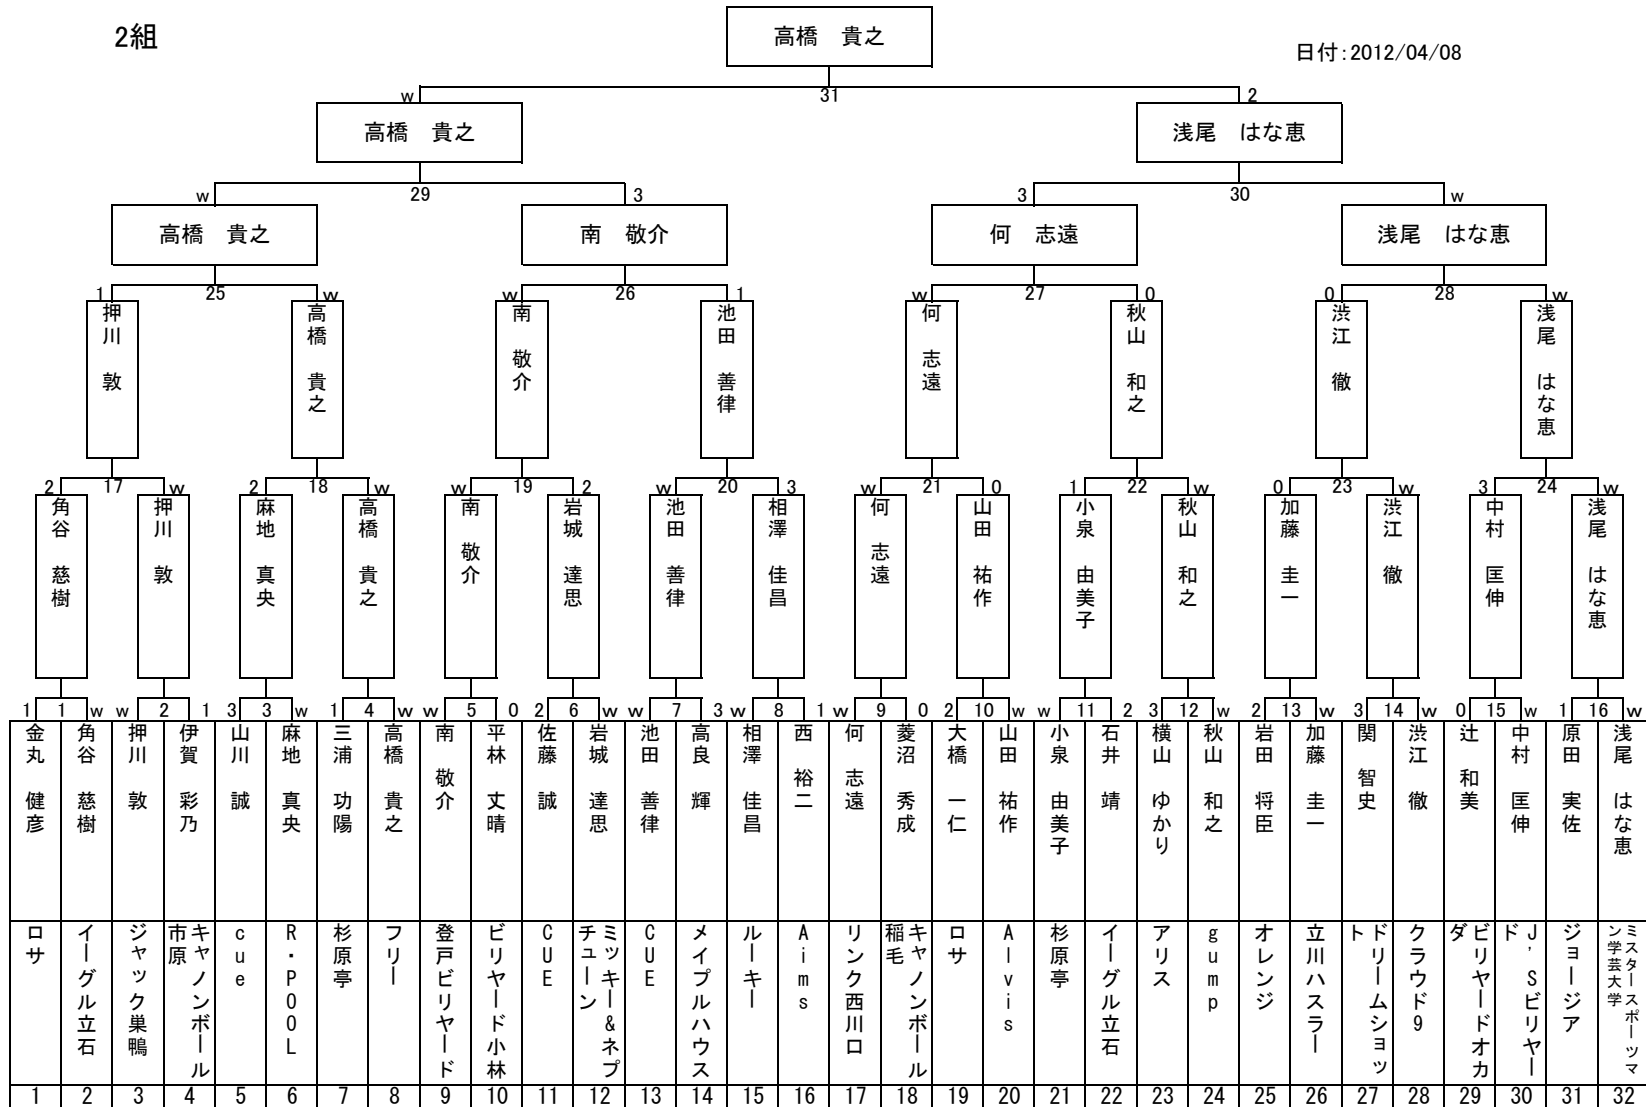 2組
高橋　貴之
日付：2012/04/08
w 31 2
高橋　貴之
浅尾　はな恵
w 29 3
3 30 w
高橋　貴之
南　敬介
何　志遠
浅尾　はな恵
1 25 w
w 26 1
w 27 0
0 28 w
押川　敦
高橋　貴之
南　敬介
池田　善律
何　志遠
秋山　和之
渋江　徹
浅尾　はな恵
2 17 w
2 18 w
w 19 2
w 20 3
w 21 0
1 22 w
0 23 w
3 24 w
角谷　慈樹
押川　敦
麻地　真央
高橋　貴之
南　敬介
岩城　達思
池田　善律
相澤　佳昌
何　志遠
山田　祐作
小泉　由美子
秋山　和之
加藤　圭一
渋江　徹
中村　匡伸
浅尾　はな恵
1 1 w
w 2 1
3 3 w
1 4 w
w 5 0
2 6 w
w 7 3
w 8 1
w 9 0
2 10 w
w 11 2
3 12 w
2 13 w
3 14 w
0 15 w
1 16 w
金丸　健彦
角谷　慈樹
押川　敦
伊賀　彩乃
山川　誠
麻地　真央
三浦　功陽
高橋　貴之
南　敬介
平林　丈晴
佐藤　誠
岩城　達思
池田　善律
高良　輝
相澤　佳昌
西　裕二
何　志遠
菱沼　秀成
大橋　一仁
山田　祐作
小泉　由美子
石井　靖
横山　ゆかり
秋山　和之
岩田　将臣
加藤　圭一
関　智史
渋江　徹
辻　和美
中村　匡伸
原田　実佐
浅尾　はな恵
ロサ
イーグル立石
ジャック巣鴨
キャノンボール
市原
cue
R・POOL
杉原亭
フリー
登戸ビリヤード
ビリヤード小林
CUE
ミッキー&ネプ
チューン
CUE
メイプルハウス
ルーキー
Aims
リンク西川口
キャノンボール
稲毛
ロサ
Alvis
杉原亭
イーグル立石
アリス
gump
オレンジ
立川ハスラー
ドリームショッ
ト
クラウド9
ビリヤードオカ
ダ
J'Sビリヤー
ド
ジョージア
ミスタースポーツマ
ン学芸大学
1 2 3 4 5 6 7 8 9 10 11 12 13 14 15 16 17 18 19 20 21 22 23 24 25 26 27 28 29 30 31 32